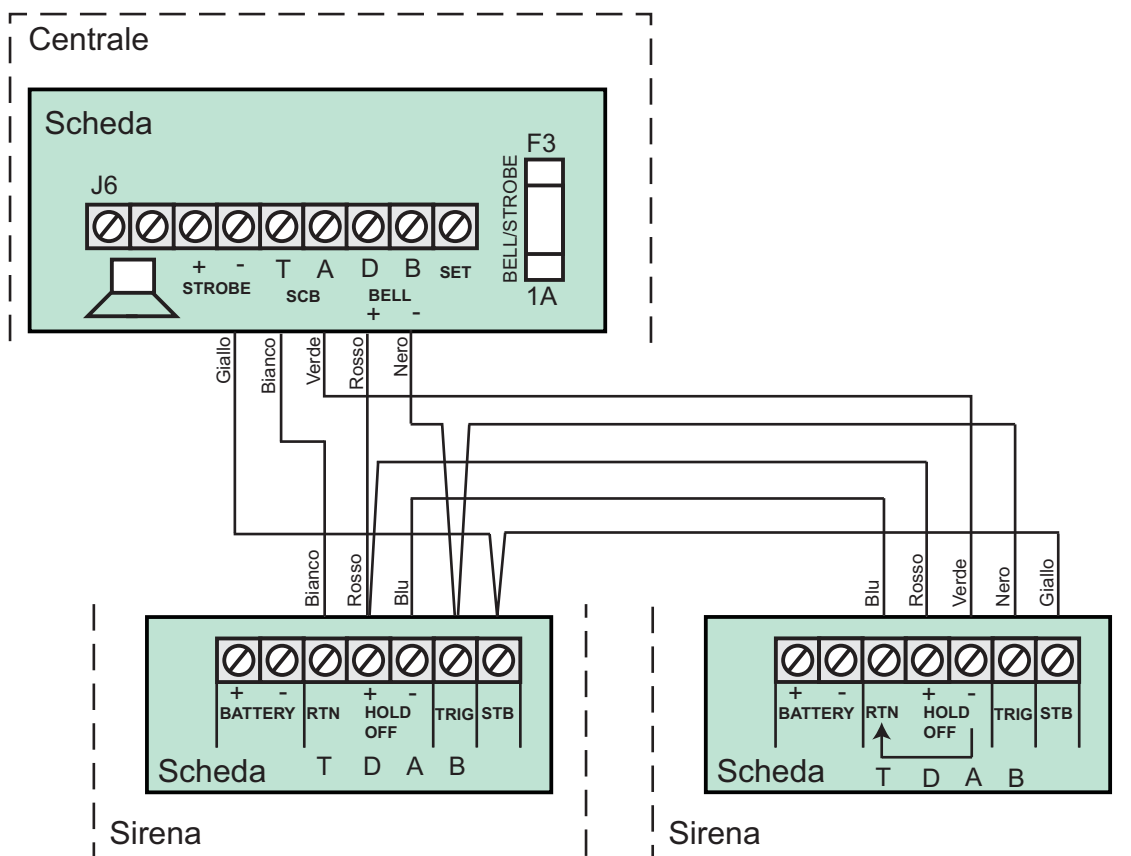 Centrale
Scheda
F3
J6
BELL/STROBE
+ - T A D B SET
STROBE SCB BELL
+ -
1A
Giallo
Bianco
Verde
Rosso
Nero
Bianco
Rosso
Blu
Blu
Rosso
Verde
Nero
Giallo
+ - + -
BATTERY RTN HOLD OFF TRIG STB
Scheda T D A B
Sirena
+ - + -
BATTERY RTN HOLD OFF TRIG STB
Scheda T D A B
Sirena